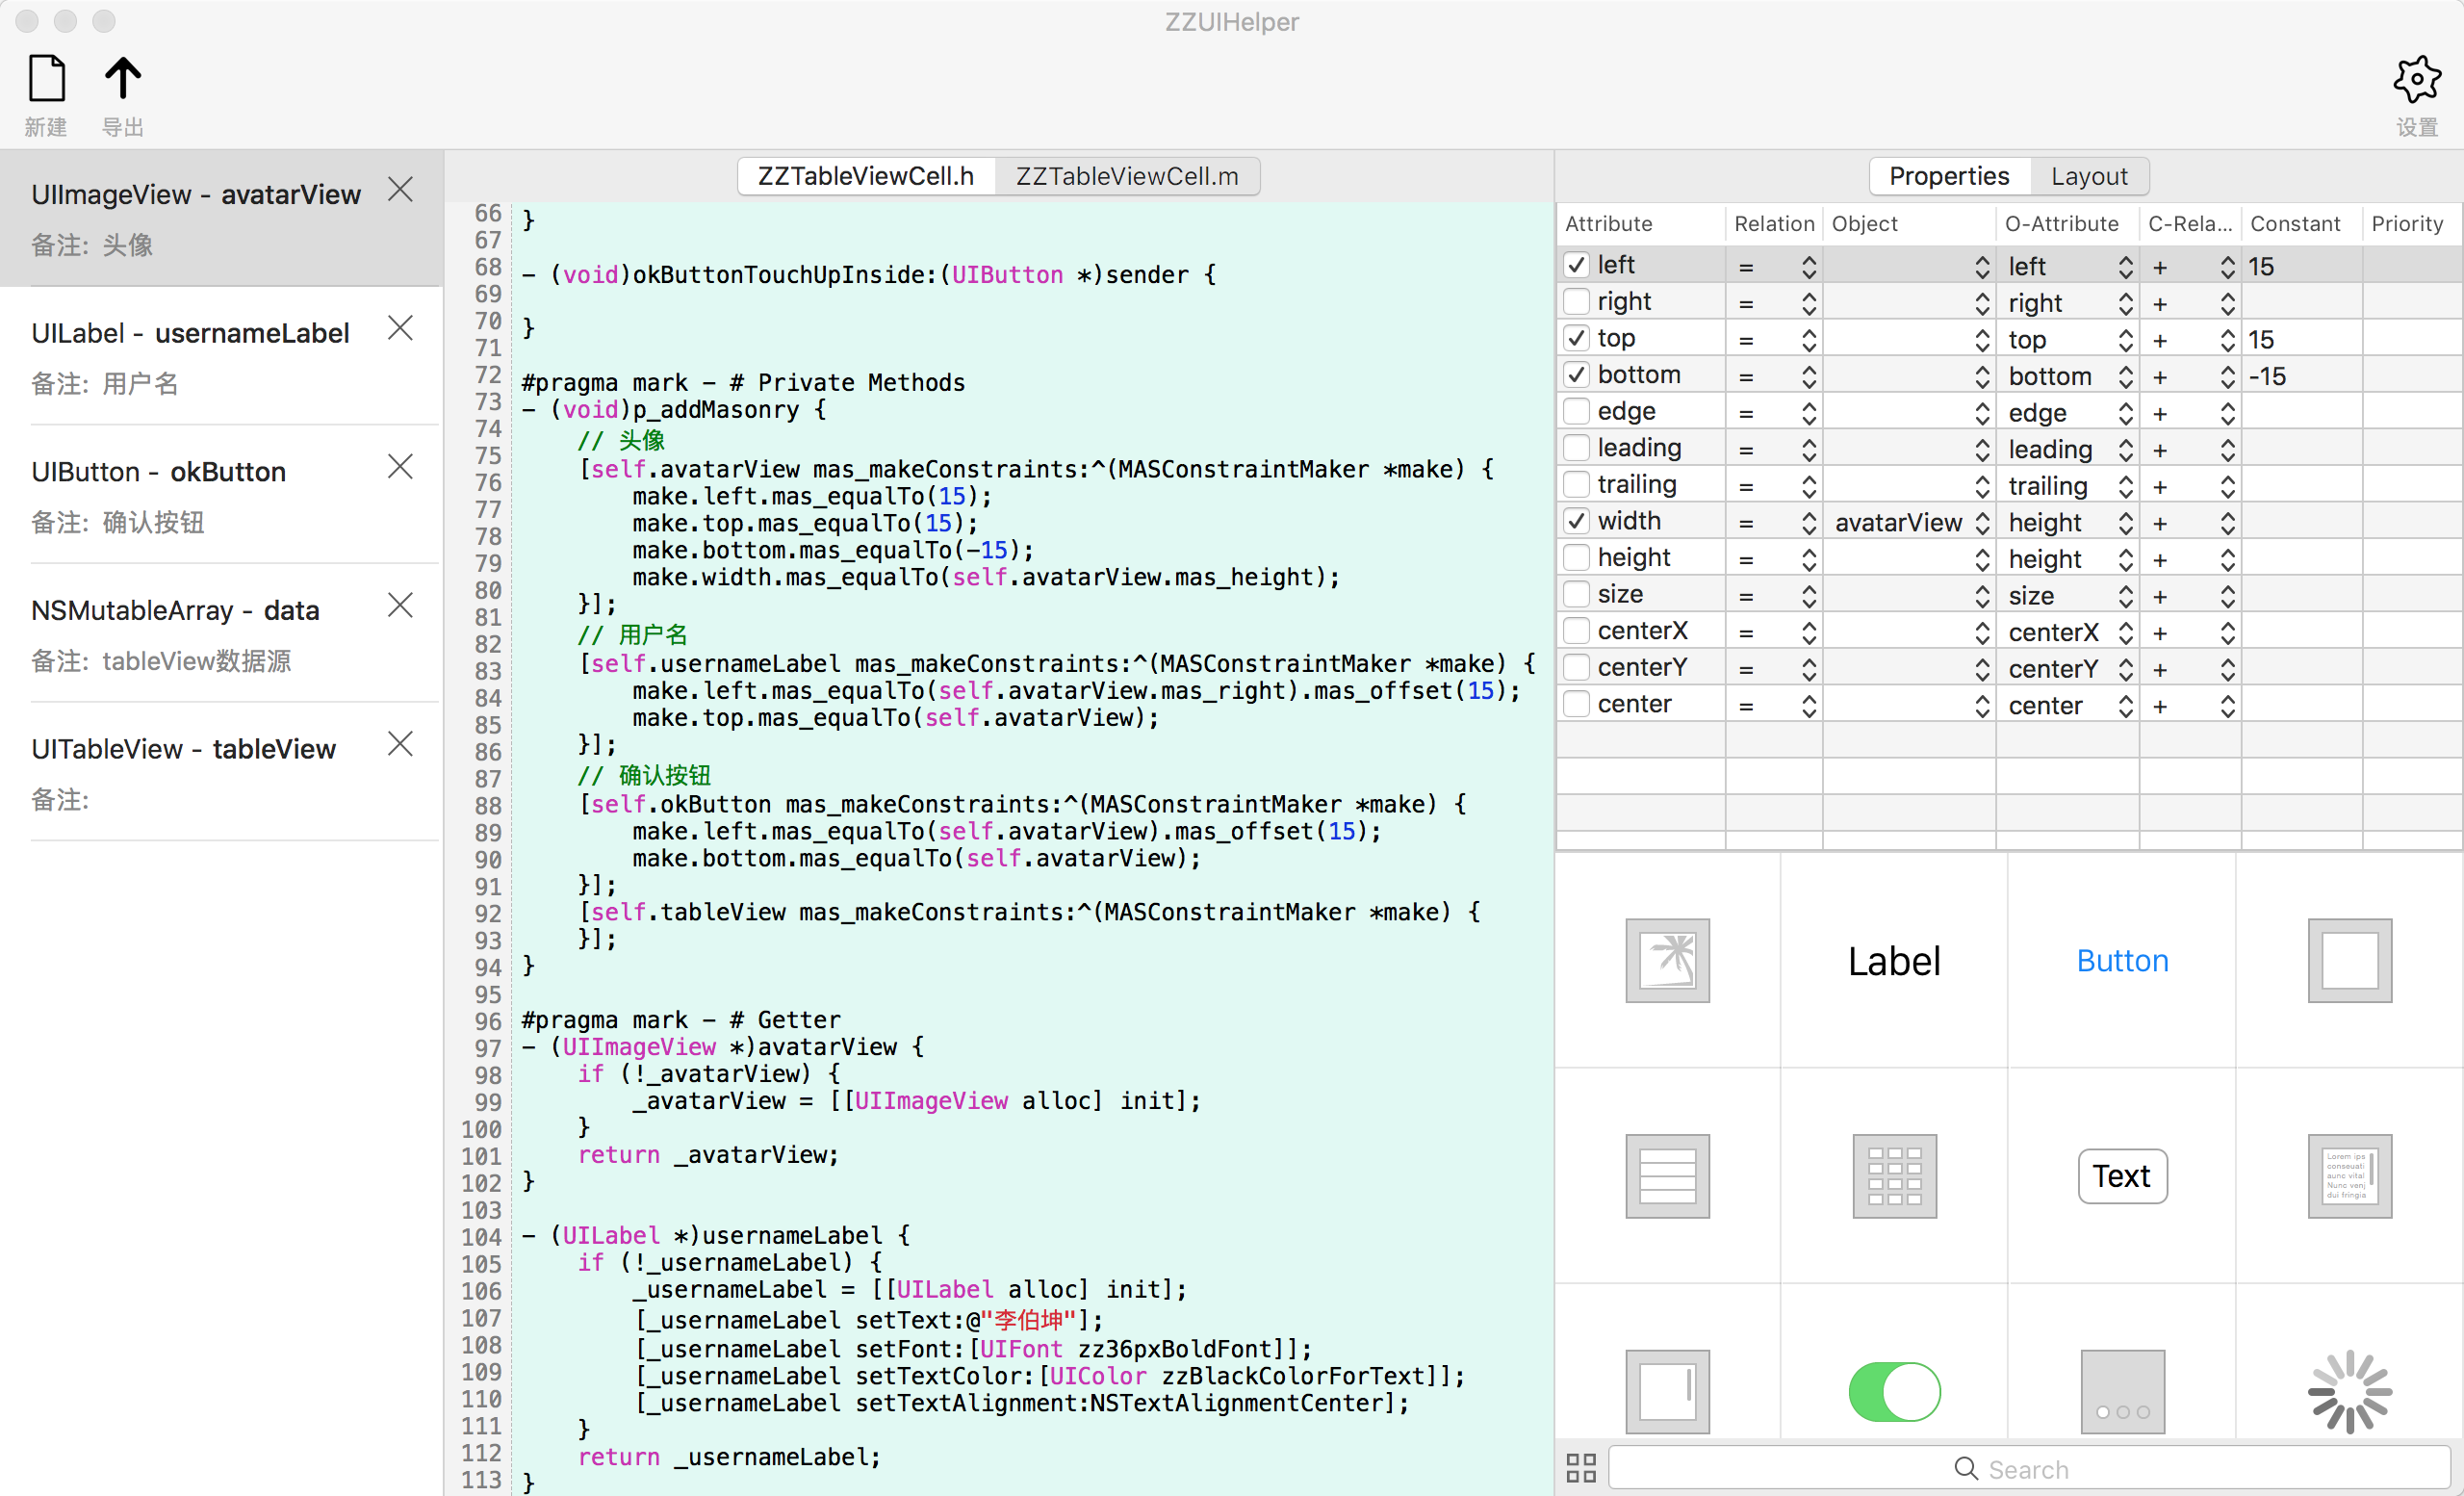 ZZUIHelper
新建 导出 设置
UIImageView - avatarView
备注: 头像
UILabel - usernameLabel
备注: 用户名
UIButton - okButton
备注: 确认按钮
NSMutableArray - data
备注: tableView数据源
UITableView - tableView
备注:
ZZTableViewCell.h ZZTableViewCell.m
66 }
67
68 - (void)okButtonTouchUpInside:(UIButton *)sender {
69
70 }
71
72 #pragma mark - # Private Methods
73 - (void)p_addMasonry {
74 // 头像
75 [self.avatarView mas_makeConstraints:^(MASConstraintMaker *make) {
76 make.left.mas_equalTo(15);
77 make.top.mas_equalTo(15);
78 make.bottom.mas_equalTo(-15);
79 make.width.mas_equalTo(self.avatarView.mas_height);
80 }];
81 // 用户名
82 [self.usernameLabel mas_makeConstraints:^(MASConstraintMaker *make) {
83 make.left.mas_equalTo(self.avatarView.mas_right).mas_offset(15);
84 make.top.mas_equalTo(self.avatarView);
85 }];
86 // 确认按钮
87 [self.okButton mas_makeConstraints:^(MASConstraintMaker *make) {
88 make.left.mas_equalTo(self.avatarView).mas_offset(15);
89 make.bottom.mas_equalTo(self.avatarView);
90 }];
91 [self.tableView mas_makeConstraints:^(MASConstraintMaker *make) {
92 }];
93 }
94
95 #pragma mark - # Getter
96 - (UIImageView *)avatarView {
97 if (!_avatarView) {
98 _avatarView = [[UIImageView alloc] init];
99 }
100 return _avatarView;
101 }
102
103 - (UILabel *)usernameLabel {
104 if (!_usernameLabel) {
105 _usernameLabel = [[UILabel alloc] init];
106 [_usernameLabel setText:@"李伯坤"];
107 [_usernameLabel setFont:[UIFont zz36pxBoldFont]];
108 [_usernameLabel setTextColor:[UIColor zzBlackColorForText]];
109 [_usernameLabel setTextAlignment:NSTextAlignmentCenter];
110 }
111 return _usernameLabel;
112 }
113
Properties Layout
Attribute Relation Object O-Attribute C-Rela... Constant Priority
left = left + 15
right = right +
top = top + 15
bottom = bottom + -15
edge = edge +
leading = leading +
trailing = trailing +
width = avatarView height +
height = height +
size = size +
centerX = centerX +
centerY = centerY +
center = center +
Label Button
Text
Lorem ips
conseuati
aunc vital
Nunc venj
dui fringia
Search